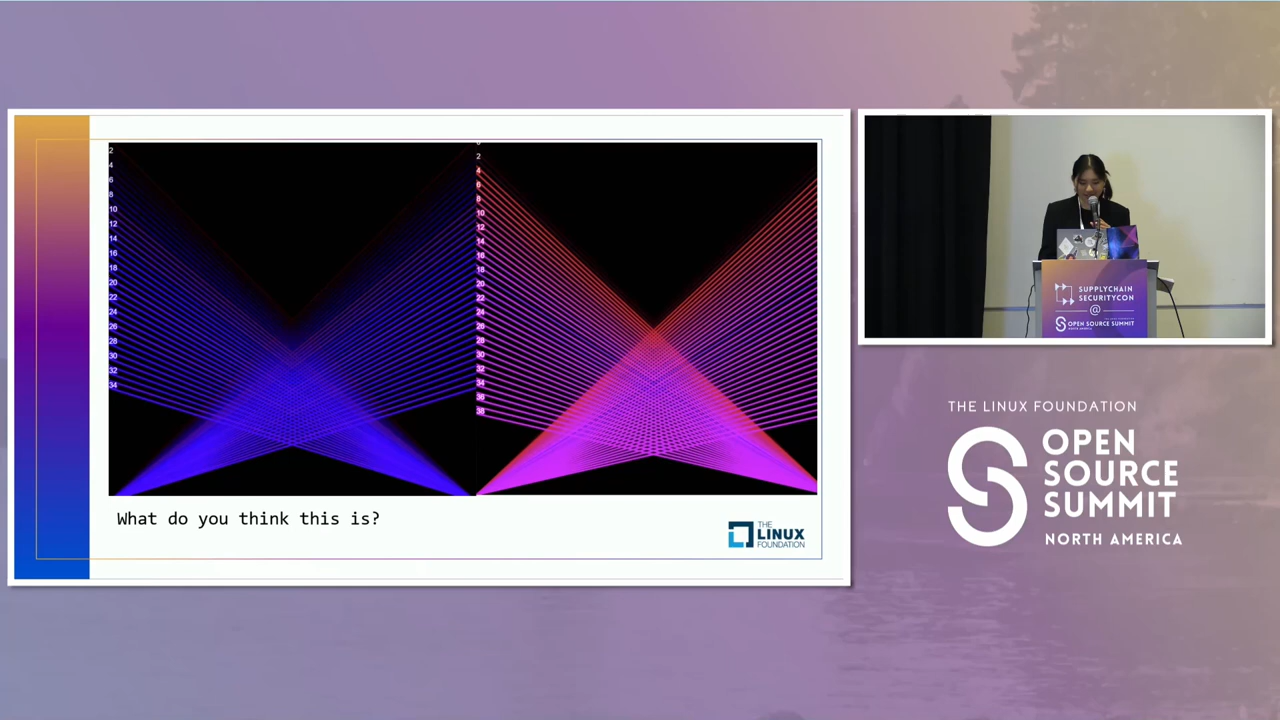 2
4
6
8
10
12
14
16
18
20
22
24
26
28
30
32
34
2
4
6
8
10
12
14
16
18
20
22
24
26
28
30
32
34
36
38
What do you think this is?
THE
LINUX
FOUNDATION
SUPPLYCHAIN
SECURITYCON
@
OPEN SOURCE SUMMIT
NORTH AMERICA
THE LINUX FOUNDATION
OPEN
SOURCE
SUMMIT
NORTH AMERICA